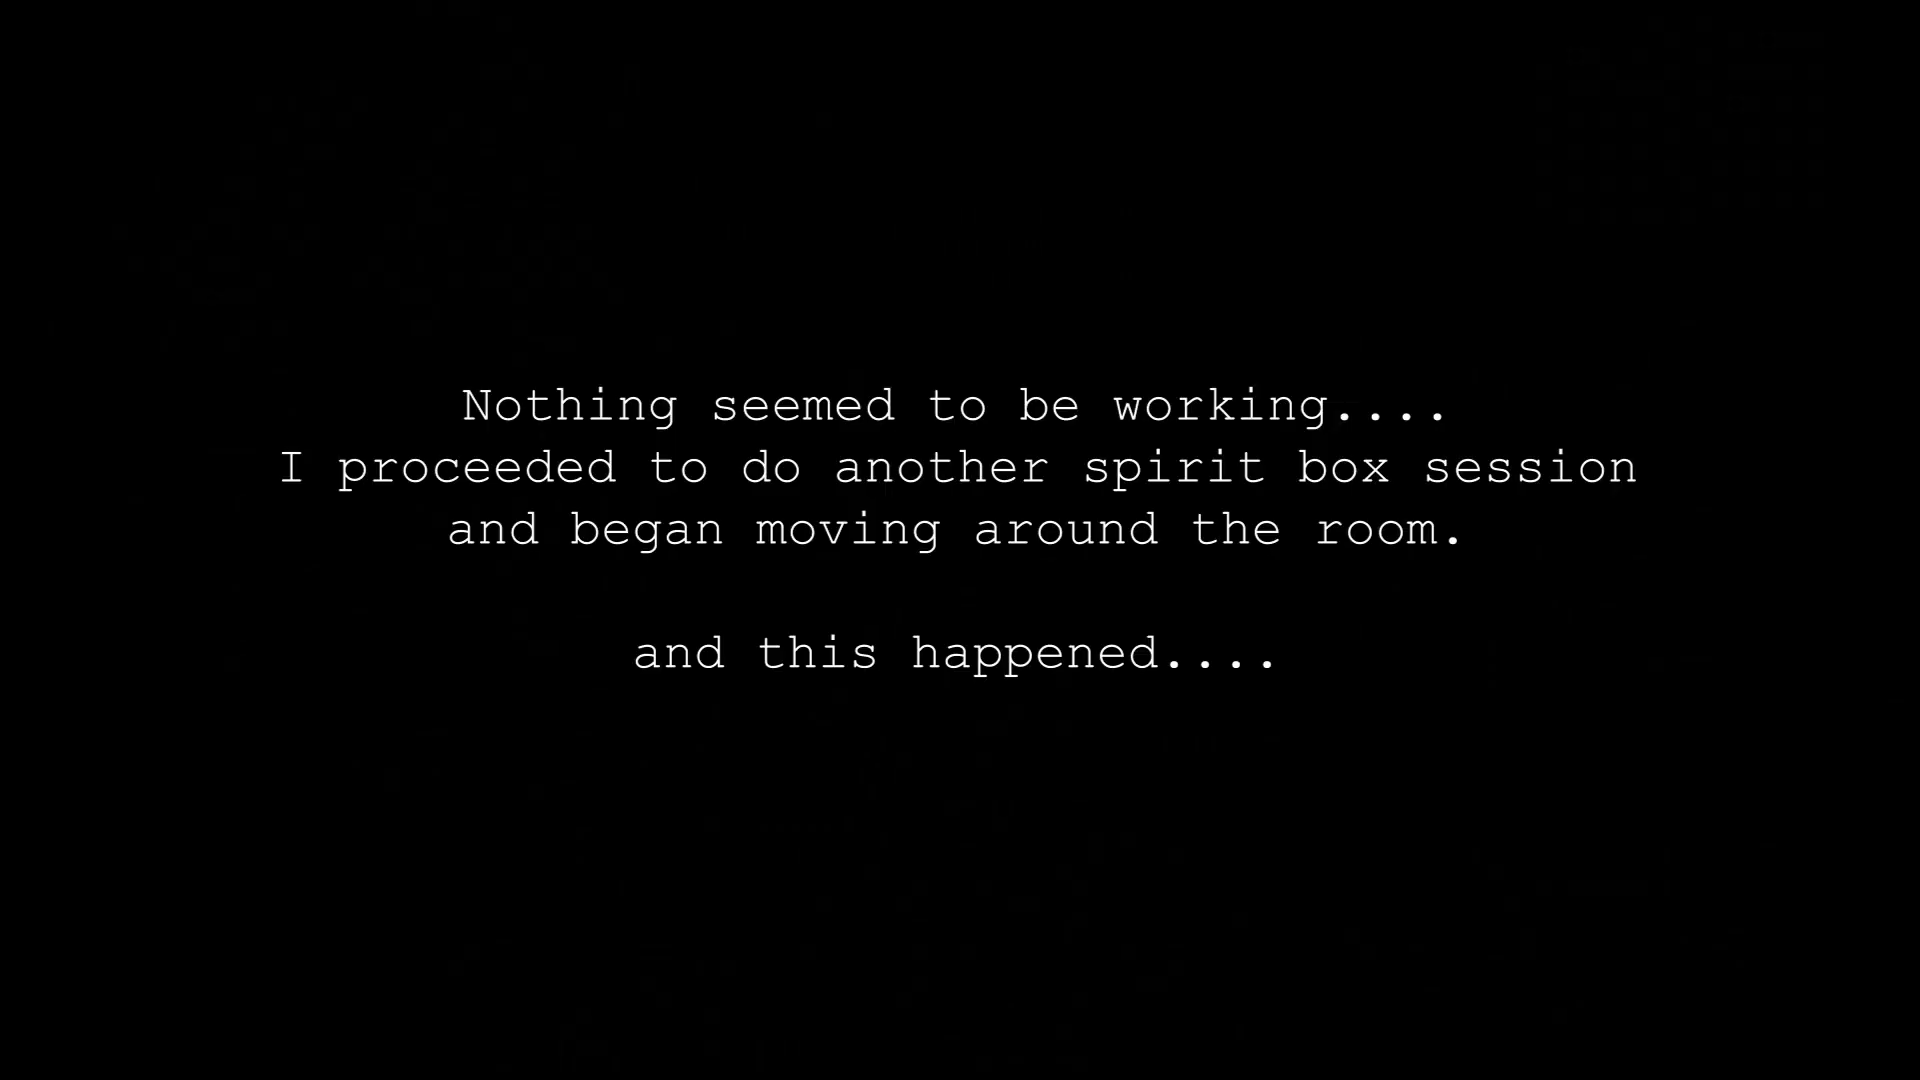 Nothing seemed to be working....
I proceeded to do another spirit box session
and began moving around the room.
and this happened....